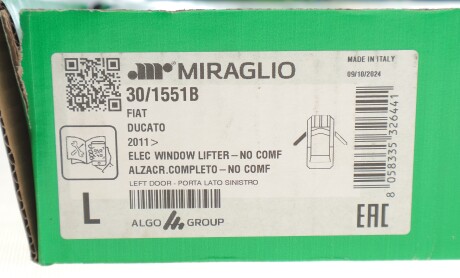 MIRAGLIO
MADE IN ITALY
09/10/2024
30/1551B
FIAT
DUCATO
2011>
ELEC WINDOW LIFTER-NO COMF
ALZACR.COMPLETO-NO COMF
LEFT DOOR - PORTA LATO SINISTRO
L
ALGO GROUP
8 058335 326441
EAC